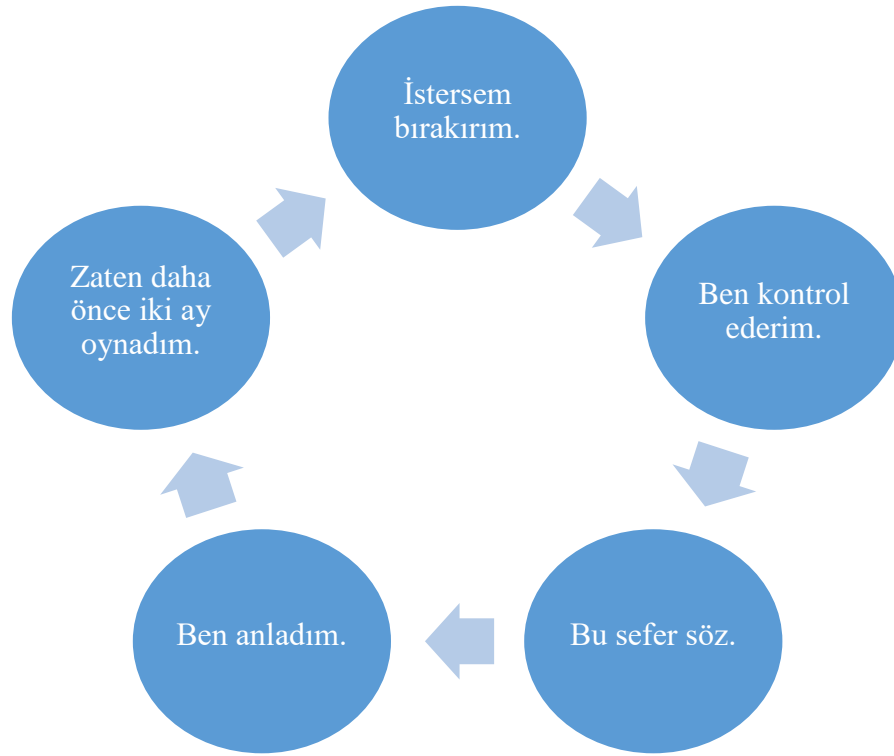 İstersem
bırakırım.
Ben kontrol
ederim.
Bu sefer söz.
Ben anladım.
Zaten daha
önce iki ay
oynadım.